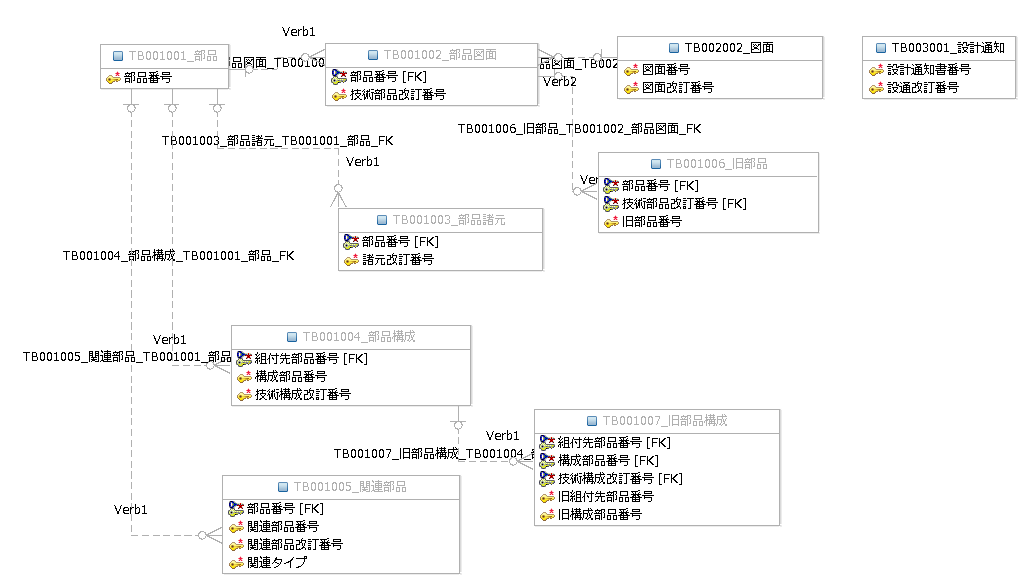 Verb1
TB001001_部品
部品番号
部品図面_TB00100
TB001002_部品図面
部品番号 [FK]
技術部品改訂番号
品図面_TB002
Verb2
TB002002_図面
図面番号
図面改訂番号
TB003001_設計通知
設計通知書番号
設通改訂番号
TB001003_部品諸元_TB001001_部品_FK
Verb1
TB001006_旧部品_TB001002_部品図面_FK
TB001006_旧部品
部品番号 [FK]
技術部品改訂番号 [FK]
旧部品番号
TB001003_部品諸元
部品番号 [FK]
諸元改訂番号
TB001004_部品構成_TB001001_部品_FK
Verb1
TB001005_関連部品_TB001001_部品
TB001004_部品構成
組付先部品番号 [FK]
構成部品番号
技術構成改訂番号
Verb1
TB001007_旧部品構成_TB001004_
TB001007_旧部品構成
組付先部品番号 [FK]
構成部品番号 [FK]
技術構成改訂番号 [FK]
旧組付先部品番号
旧構成部品番号
Verb1
TB001005_関連部品
部品番号 [FK]
関連部品番号
関連部品改訂番号
関連タイプ